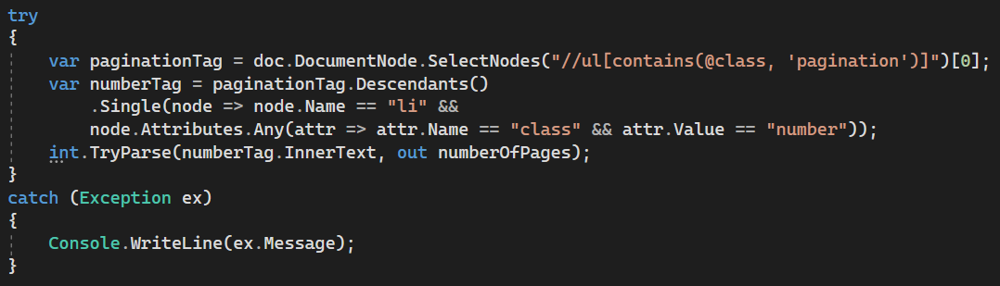 try
{
    var paginationTag = doc.DocumentNode.SelectNodes("//ul[contains(@class, 'pagination')]")[0];
    var numberTag = paginationTag.Descendants()
        .Single(node => node.Name == "li" &&
        node.Attributes.Any(attr => attr.Name == "class" && attr.Value == "number"));
    int.TryParse(numberTag.InnerText, out numberOfPages);
}
catch (Exception ex)
{
    Console.WriteLine(ex.Message);
}